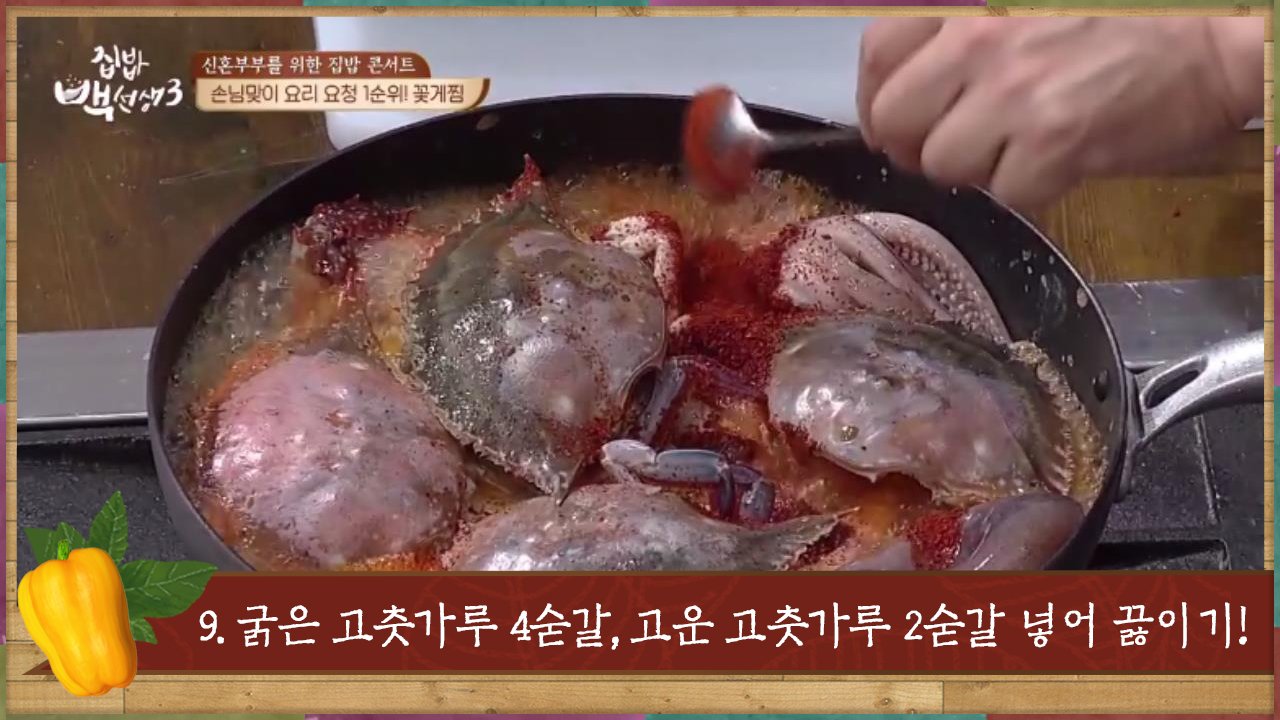 집밥
백선생3
신혼부부를 위한 집밥 콘서트
손님맞이 요리 요청 1순위! 꽃게찜
9. 굵은 고춧가루 4숟갈, 고운 고춧가루 2숟갈 넣어 끓이기!